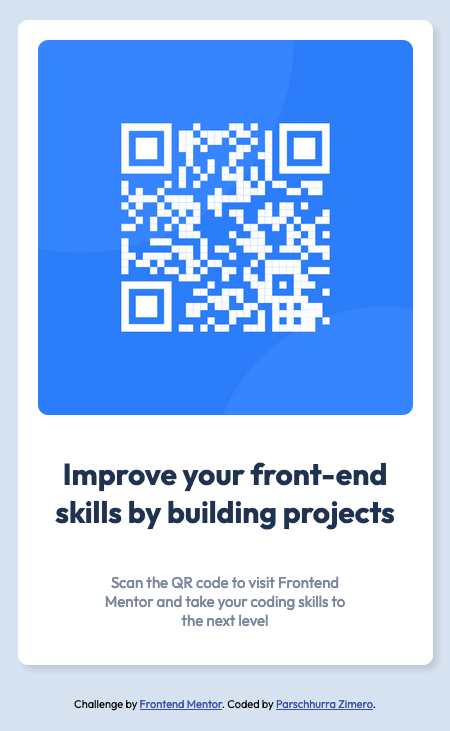 Improve your front-end
skills by building projects
Scan the QR code to visit Frontend
Mentor and take your coding skills to
the next level
Challenge by Frontend Mentor. Coded by Parschhurra Zimero.